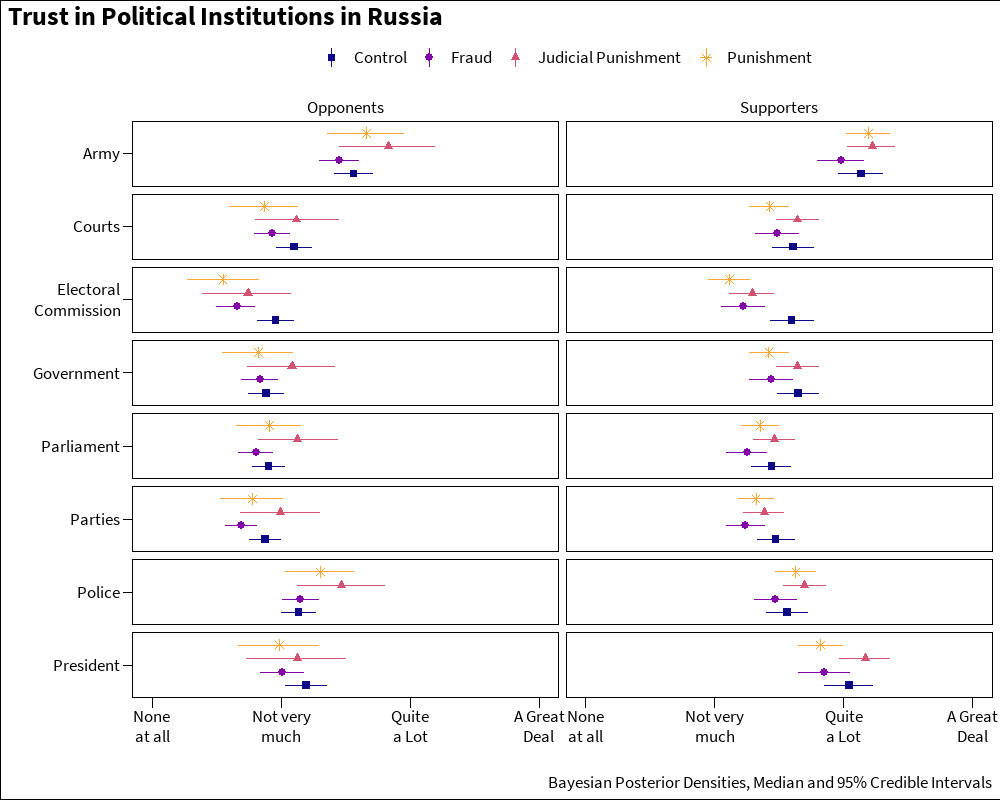 Trust in Political Institutions in Russia
Control Fraud Judicial Punishment Punishment
Opponents Supporters
Army
Courts
Electoral
Commission
Government
Parliament
Parties
Police
President
None Not very Quite A Great None Not very Quite A Great
at all much a Lot Deal at all much a Lot Deal
Bayesian Posterior Densities, Median and 95% Credible Intervals